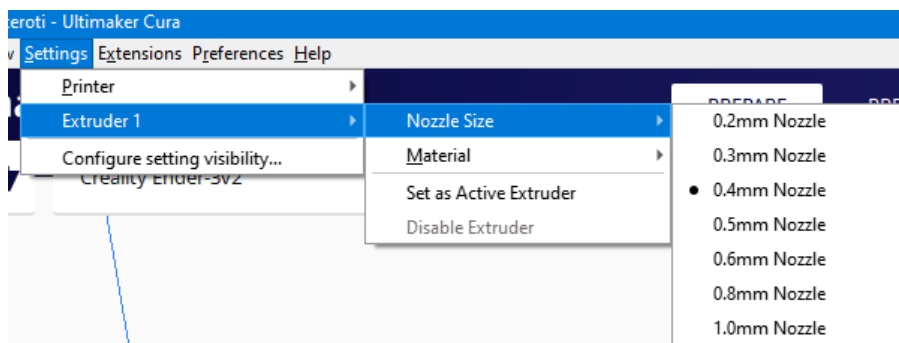 eroti - Ultimaker Cura
Settings Extensions Preferences Help
Printer
Extruder 1
Configure setting visibility...
Creality Ender-3v2
Nozzle Size
Material
Set as Active Extruder
Disable Extruder
PREPARE
0.2mm Nozzle
0.3mm Nozzle
0.4mm Nozzle
0.5mm Nozzle
0.6mm Nozzle
0.8mm Nozzle
1.0mm Nozzle